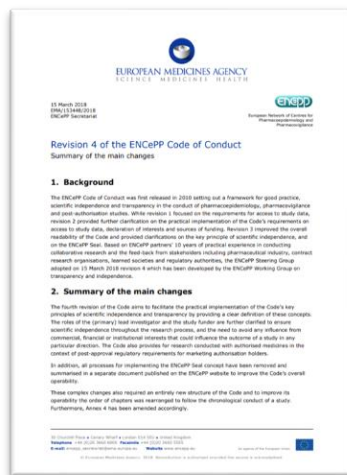 EUROPEAN MEDICINES AGENCY
SCIENCE MEDICINES HEALTH
15 March 2018
EMA/153448/2018
ENCePP Secretariat
encepp
European Network of Centres for
Pharmacoepidemiology and
Pharmacovigilance
Revision 4 of the ENCePP Code of Conduct
Summary of the main changes
1. Background
The ENCePP Code of Conduct was first released in 2010 setting out a framework for good practice,
scientific independence and transparency in the conduct of pharmacoepidemiology, pharmacovigilance
and post-authorisation studies. While revision 1 focused on the requirements for access to study data,
revision 2 provided further clarification on the practical implementation of the Code's requirements on
access to study data, declaration of interests and sources of funding. Revision 3 improved the overall
readability of the Code and provided clarifications on the key principle of scientific independence, and
on the ENCePP Seal. Based on ENCePP partners' 10 years of practical experience in conducting
collaborative research and the feed-back from stakeholders including pharmaceutical industry, contract
research organisations, learned societies and regulatory authorities, the ENCePP Steering Group
adopted on 15 March 2018 revision 4 which has been developed by the ENCePP Working Group on
transparency and independence.
2. Summary of the main changes
The fourth revision of the Code aims to facilitate the practical implementation of the Code's key
principles of scientific independence and transparency by providing a clear definition of these concepts.
The roles of the (primary) lead investigator and the study funder are further clarified to ensure
scientific independence throughout the research process, and the need to avoid any influence from
commercial, financial or institutional interests that could influence the outcome of a study in any
particular direction. The Code also provides for research conducted with authorised medicines in the
context of post-approval regulatory requirements for marketing authorisation holders.
In addition, all processes for implementing the ENCePP Seal concept have been removed and
summarised in a separate document published on the ENCePP website to improve the Code's overall
operability.
These complex changes also required an entirely new structure of the Code and to improve its
operability the order of chapters was rearranged to follow the chronological conduct of a study.
Furthermore, Annex 4 has been amended accordingly.
30 Churchill Place ● Canary Wharf ● London E14 5EU ● United Kingdom
An agency of the European Union